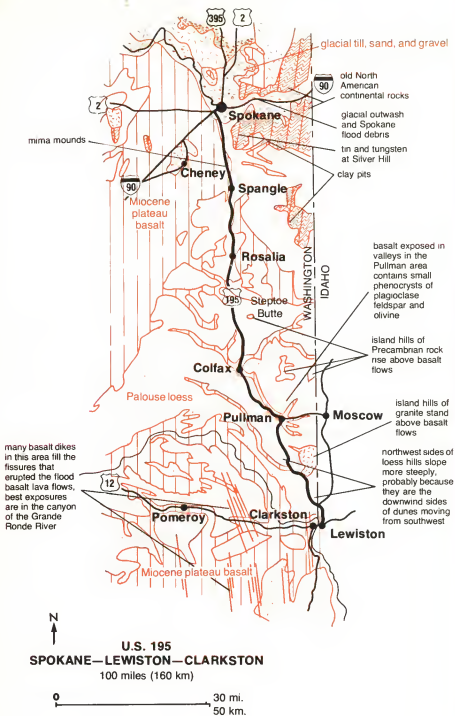 395
2
glacial till, sand, and gravel
90
old North
American
continental rocks
2
Spokane
glacial outwash
and Spokane
flood debris
mima mounds
tin and tungsten
at Silver Hill
Cheney
clay pits
90
Spangle
Miocene
plateau
basalt
Rosalia
basalt exposed in
valleys in the
Pullman area
contains small
phenocrysts of
plagioclase
feldspar and
olivine
WASHINGTON
IDAHO
195
Steptoe
Butte
island hills of
Precambrian rock
rise above basalt
flows
Colfax
Palouse loess
island hills of
granite stand
above basalt
flows
Pullman
Moscow
many basalt dikes
in this area fill the
fissures that
erupted the flood
basalt lava flows,
best exposures
are in the canyon
of the Grande
Ronde River
northwest sides of
loess hills slope
more steeply,
probably because
they are the
downwind sides
of dunes moving
from southwest
12
Pomeroy
Clarkston
Lewiston
Miocene plateau basalt
N
U.S. 195
SPOKANE—LEWISTON—CLARKSTON
100 miles (160 km)
0
30 mi.
50 km.